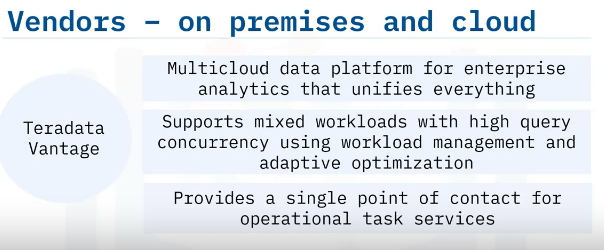 Vendors – on premises and cloud
Teradata
Vantage
Multicloud data platform for enterprise
analytics that unifies everything
Supports mixed workloads with high query
concurrency using workload management and
adaptive optimization
Provides a single point of contact for
operational task services